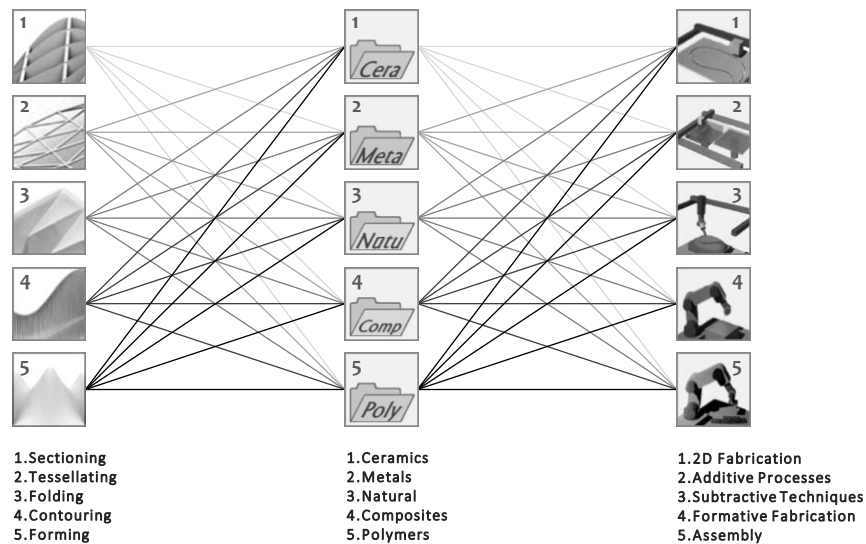 1
1
Cera
1
2
2
Meta
2
3
3
Natu
3
4
4
Comp
4
5
5
Poly
5
1.Sectioning
2.Tessellating
3.Folding
4.Contouring
5.Forming
1.Ceramics
2.Metals
3.Natural
4.Composites
5.Polymers
1.2D Fabrication
2.Additive Processes
3.Subtractive Techniques
4.Formative Fabrication
5.Assembly